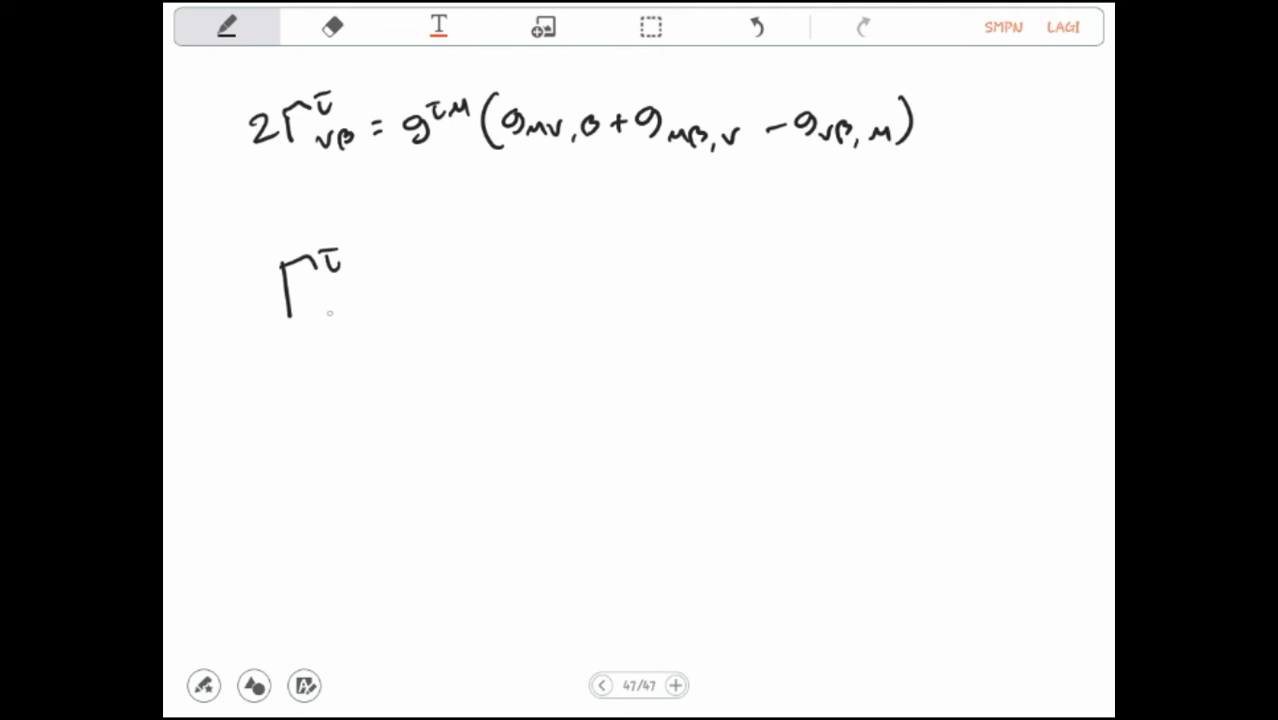 T SMPN LAGI
2Γ^τ_νβ = g^τμ (g_μν,β + g_μβ,ν − g_νβ,μ)
Γ^τ
47/47